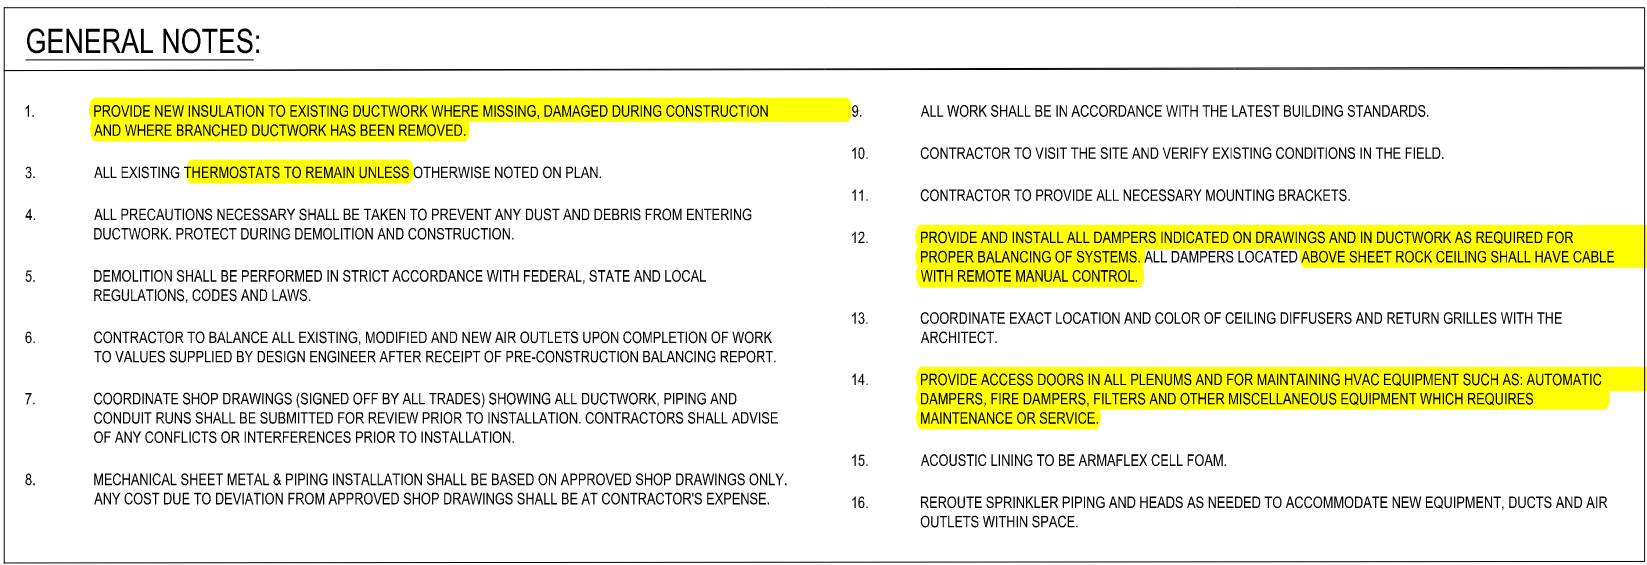 GENERAL NOTES:
1. PROVIDE NEW INSULATION TO EXISTING DUCTWORK WHERE MISSING, DAMAGED DURING CONSTRUCTION
AND WHERE BRANCHED DUCTWORK HAS BEEN REMOVED.
3. ALL EXISTING THERMOSTATS TO REMAIN UNLESS OTHERWISE NOTED ON PLAN.
4. ALL PRECAUTIONS NECESSARY SHALL BE TAKEN TO PREVENT ANY DUST AND DEBRIS FROM ENTERING
DUCTWORK. PROTECT DURING DEMOLITION AND CONSTRUCTION.
5. DEMOLITION SHALL BE PERFORMED IN STRICT ACCORDANCE WITH FEDERAL, STATE AND LOCAL
REGULATIONS, CODES AND LAWS.
6. CONTRACTOR TO BALANCE ALL EXISTING, MODIFIED AND NEW AIR OUTLETS UPON COMPLETION OF WORK
TO VALUES SUPPLIED BY DESIGN ENGINEER AFTER RECEIPT OF PRE-CONSTRUCTION BALANCING REPORT.
7. COORDINATE SHOP DRAWINGS (SIGNED OFF BY ALL TRADES) SHOWING ALL DUCTWORK, PIPING AND
CONDUIT RUNS SHALL BE SUBMITTED FOR REVIEW PRIOR TO INSTALLATION. CONTRACTORS SHALL ADVISE
OF ANY CONFLICTS OR INTERFERENCES PRIOR TO INSTALLATION.
8. MECHANICAL SHEET METAL & PIPING INSTALLATION SHALL BE BASED ON APPROVED SHOP DRAWINGS ONLY.
ANY COST DUE TO DEVIATION FROM APPROVED SHOP DRAWINGS SHALL BE AT CONTRACTOR'S EXPENSE.
9. ALL WORK SHALL BE IN ACCORDANCE WITH THE LATEST BUILDING STANDARDS.
10. CONTRACTOR TO VISIT THE SITE AND VERIFY EXISTING CONDITIONS IN THE FIELD.
11. CONTRACTOR TO PROVIDE ALL NECESSARY MOUNTING BRACKETS.
12. PROVIDE AND INSTALL ALL DAMPERS INDICATED ON DRAWINGS AND IN DUCTWORK AS REQUIRED FOR
PROPER BALANCING OF SYSTEMS. ALL DAMPERS LOCATED ABOVE SHEET ROCK CEILING SHALL HAVE CABLE
WITH REMOTE MANUAL CONTROL.
13. COORDINATE EXACT LOCATION AND COLOR OF CEILING DIFFUSERS AND RETURN GRILLES WITH THE
ARCHITECT.
14. PROVIDE ACCESS DOORS IN ALL PLENUMS AND FOR MAINTAINING HVAC EQUIPMENT SUCH AS: AUTOMATIC
DAMPERS, FIRE DAMPERS, FILTERS AND OTHER MISCELLANEOUS EQUIPMENT WHICH REQUIRES
MAINTENANCE OR SERVICE.
15. ACOUSTIC LINING TO BE ARMAFLEX CELL FOAM.
16. REROUTE SPRINKLER PIPING AND HEADS AS NEEDED TO ACCOMMODATE NEW EQUIPMENT, DUCTS AND AIR
OUTLETS WITHIN SPACE.